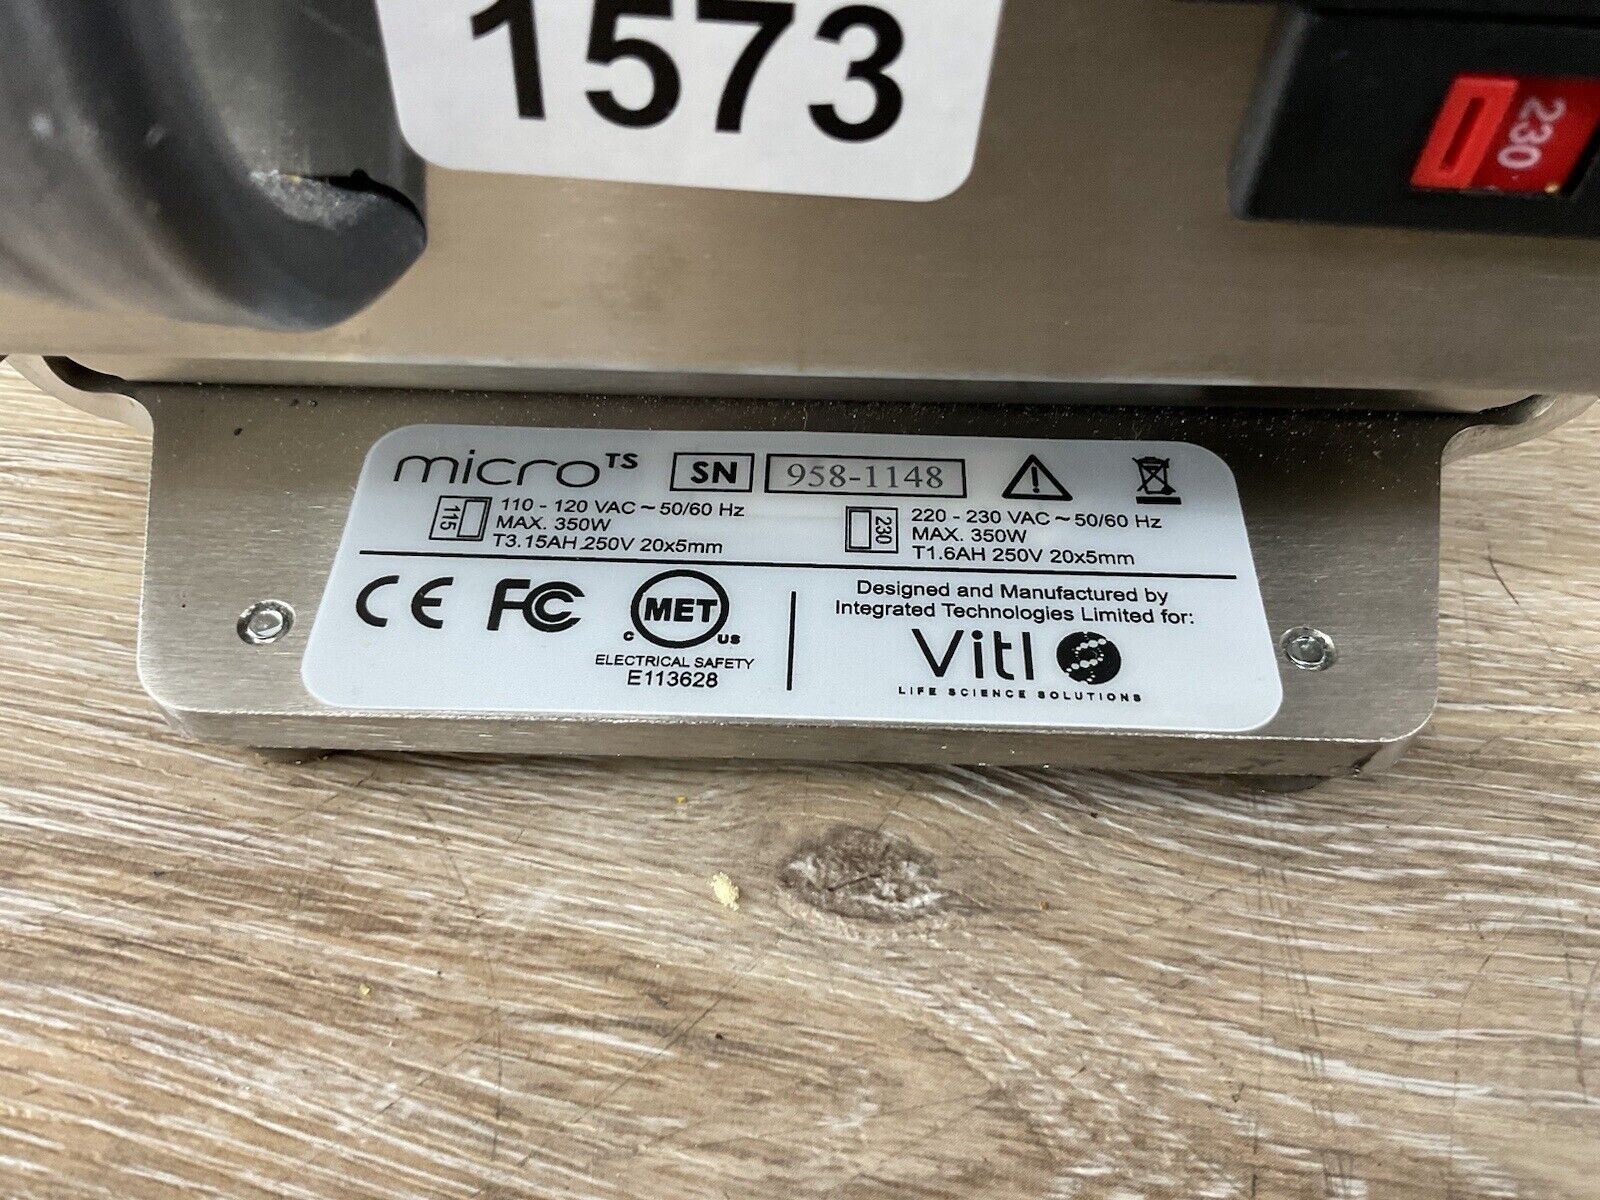 1573
230
micro TS SN 958-1148
115 110 - 120 VAC ~ 50/60 Hz
MAX. 350W
T3.15AH 250V 20x5mm
230 220 - 230 VAC ~ 50/60 Hz
MAX. 350W
T1.6AH 250V 20x5mm
CE FC
c MET us
ELECTRICAL SAFETY
E113628
Designed and Manufactured by
Integrated Technologies Limited for:
Vitl
LIFE SCIENCE SOLUTIONS